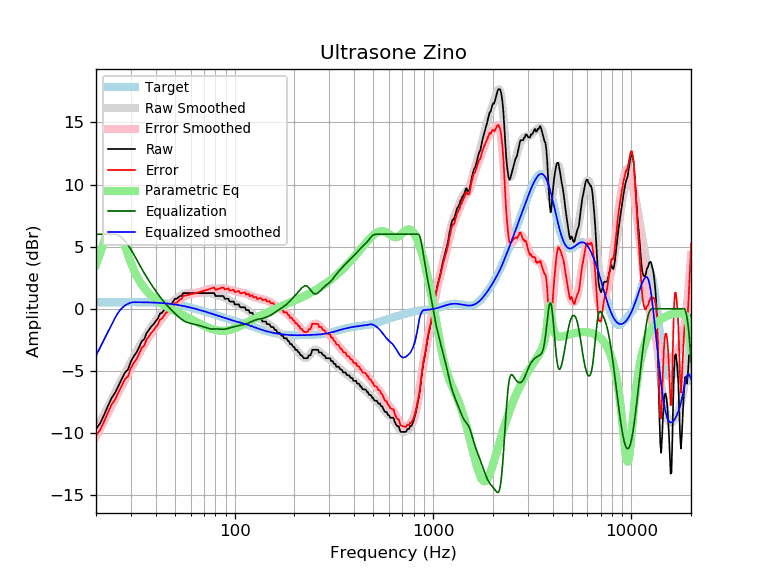 Ultrasone Zino
Target
Raw Smoothed
Error Smoothed
Raw
Error
Parametric Eq
Equalization
Equalized smoothed
15
10
5
0
−5
−10
−15
Amplitude (dBr)
100
1000
10000
Frequency (Hz)